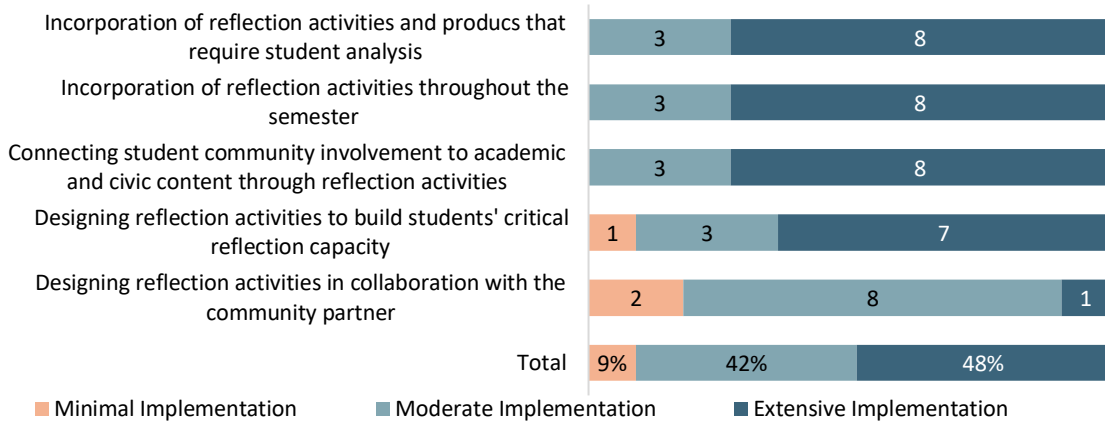 Incorporation of reflection activities and producs that
require student analysis
3 8
Incorporation of reflection activities throughout the
semester
3 8
Connecting student community involvement to academic
and civic content through reflection activities
3 8
Designing reflection activities to build students' critical
reflection capacity
1 3 7
Designing reflection activities in collaboration with the
community partner
2 8 1
Total 9% 42% 48%
Minimal Implementation Moderate Implementation Extensive Implementation